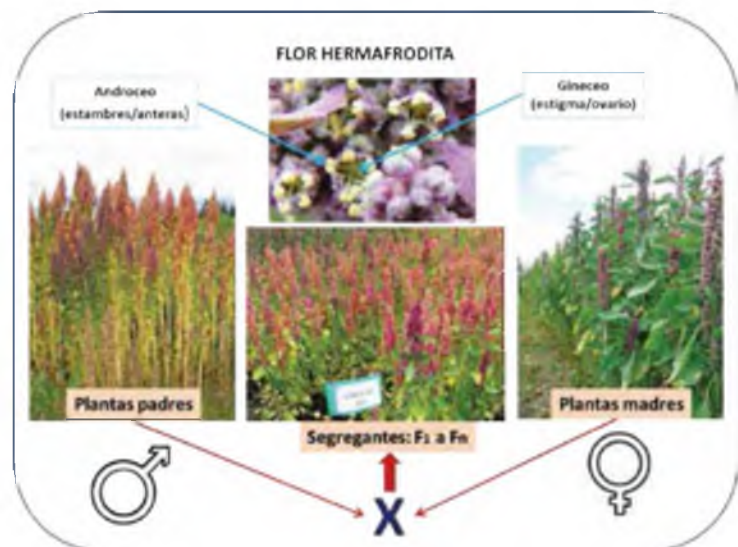 FLOR HERMAFRODITA
Androceo
(estambres/anteras)
Gineceo
(estigma/ovario)
Plantas padres
Segregantes: F₁ a Fₙ
Plantas madres
X